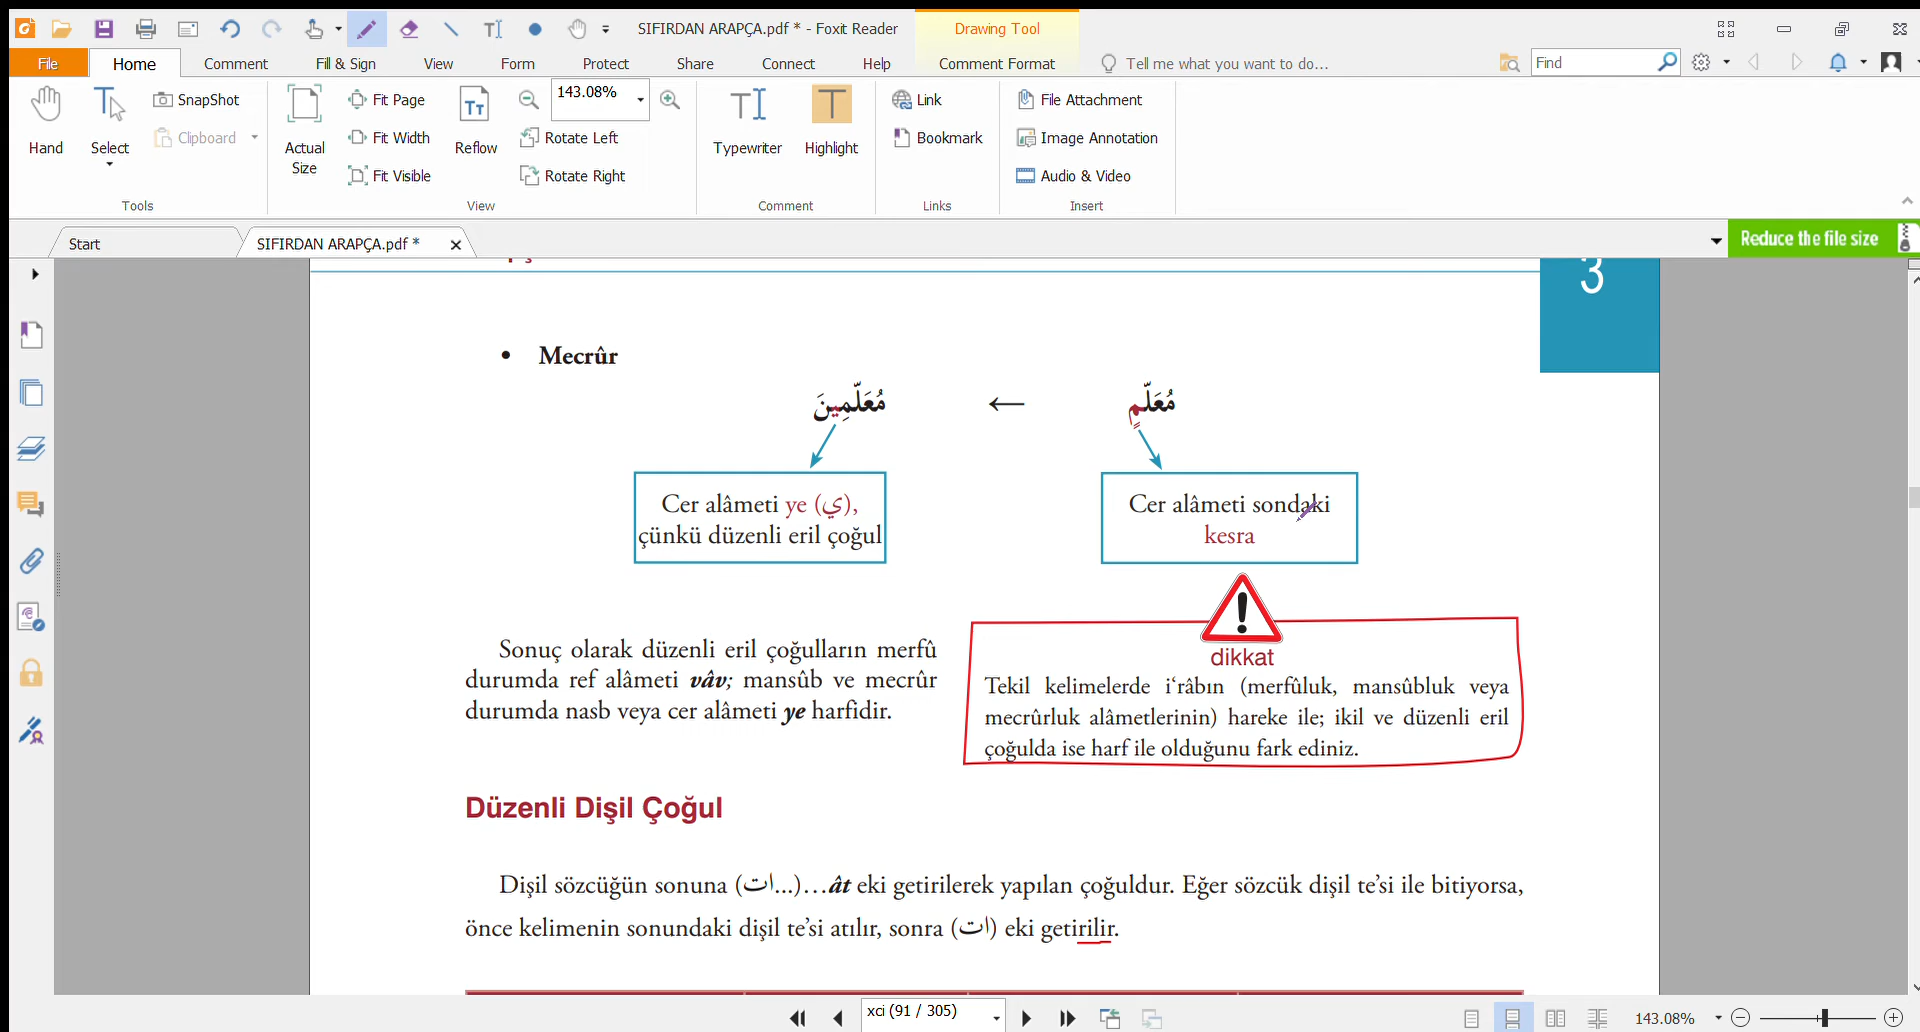 SIFIRDAN ARAPÇA.pdf * - Foxit Reader
Drawing Tool
File Home Comment Fill & Sign View Form Protect Share Connect Help Comment Format Tell me what you want to do... Find
Hand
Select
SnapShot
Clipboard
Tools
Actual Size
Fit Page
Fit Width
Fit Visible
Reflow
143.08%
Rotate Left
Rotate Right
View
Typewriter
Highlight
Comment
Link
Bookmark
Links
File Attachment
Image Annotation
Audio & Video
Insert
Start
SIFIRDAN ARAPÇA.pdf *
Reduce the file size
3
• Mecrûr
مُعَلِّمٍ ← مُعَلِّمِينَ
Cer alâmeti ye (ي),
çünkü düzenli eril çoğul
Cer alâmeti sondaki
kesra
Sonuç olarak düzenli eril çoğulların merfû
durumda ref alâmeti vâv; mansûb ve mecrûr
durumda nasb veya cer alâmeti ye harfidir.
dikkat
Tekil kelimelerde i‘râbın (merfûluk, mansûbluk veya
mecrûrluk alâmetlerinin) hareke ile; ikil ve düzenli eril
çoğulda ise harf ile olduğunu fark ediniz.
Düzenli Dişil Çoğul
Dişil sözcüğün sonuna (ات...)…ât eki getirilerek yapılan çoğuldur. Eğer sözcük dişil te’si ile bitiyorsa,
önce kelimenin sonundaki dişil te’si atılır, sonra (ات) eki getirilir.
xci (91 / 305)
143.08%